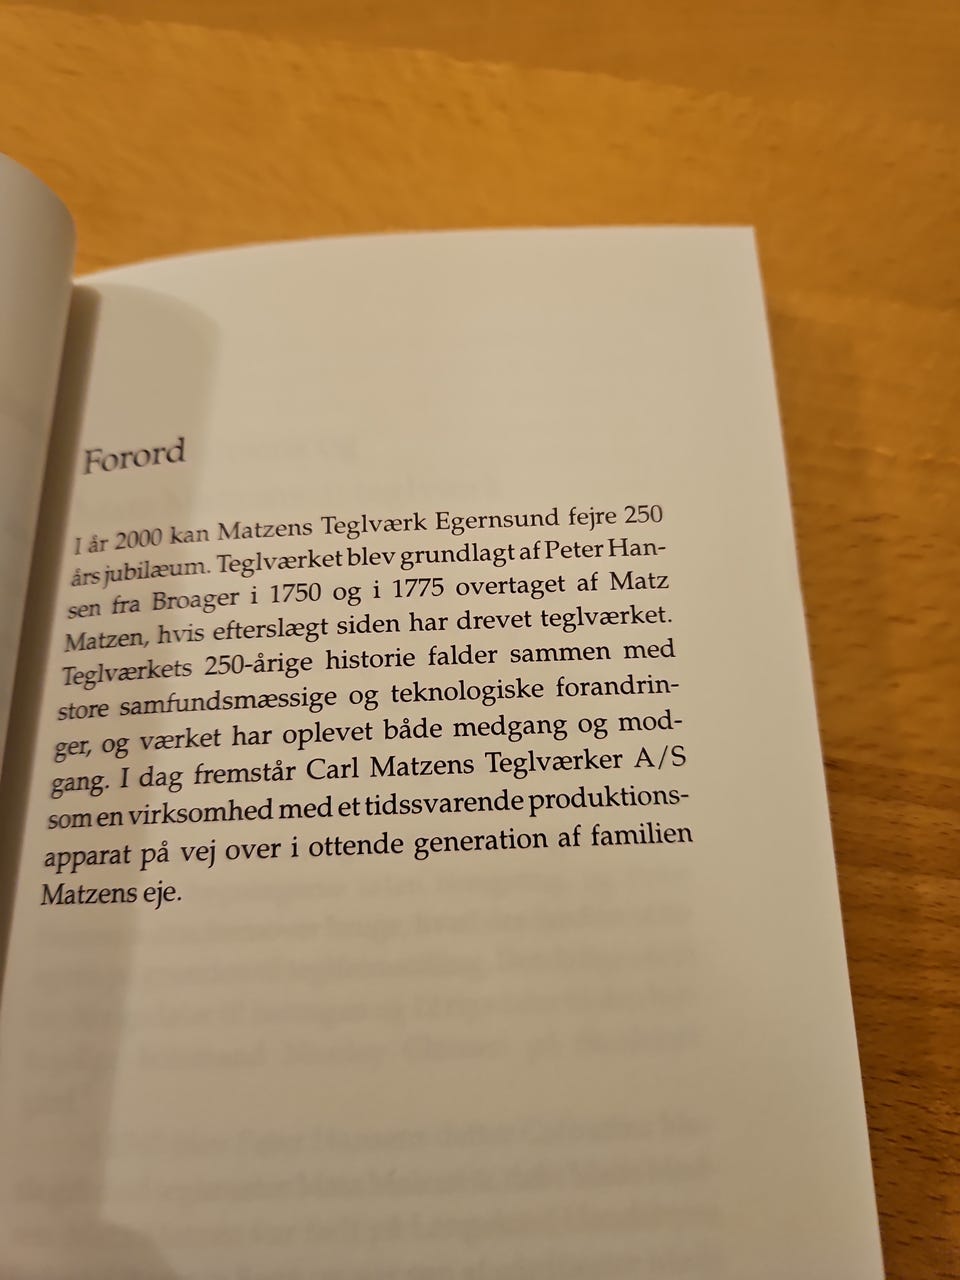 Forord
I år 2000 kan Matzens Teglværk Egernsund fejre 250
års jubilæum. Teglværket blev grundlagt af Peter Han-
sen fra Broager i 1750 og i 1775 overtaget af Matz
Matzen, hvis efterslægt siden har drevet teglværket.
Teglværkets 250-årige historie falder sammen med
store samfundsmæssige og teknologiske forandrin-
ger, og værket har oplevet både medgang og mod-
gang. I dag fremstår Carl Matzens Teglværker A/S
som en virksomhed med et tidssvarende produktions-
apparat på vej over i ottende generation af familien
Matzens eje.